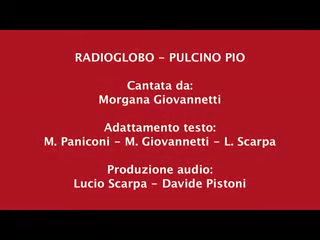 RADIOGLOBO - PULCINO PIO
Cantata da:
Morgana Giovannetti
Adattamento testo:
M. Paniconi - M. Giovannetti - L. Scarpa
Produzione audio:
Lucio Scarpa - Davide Pistoni